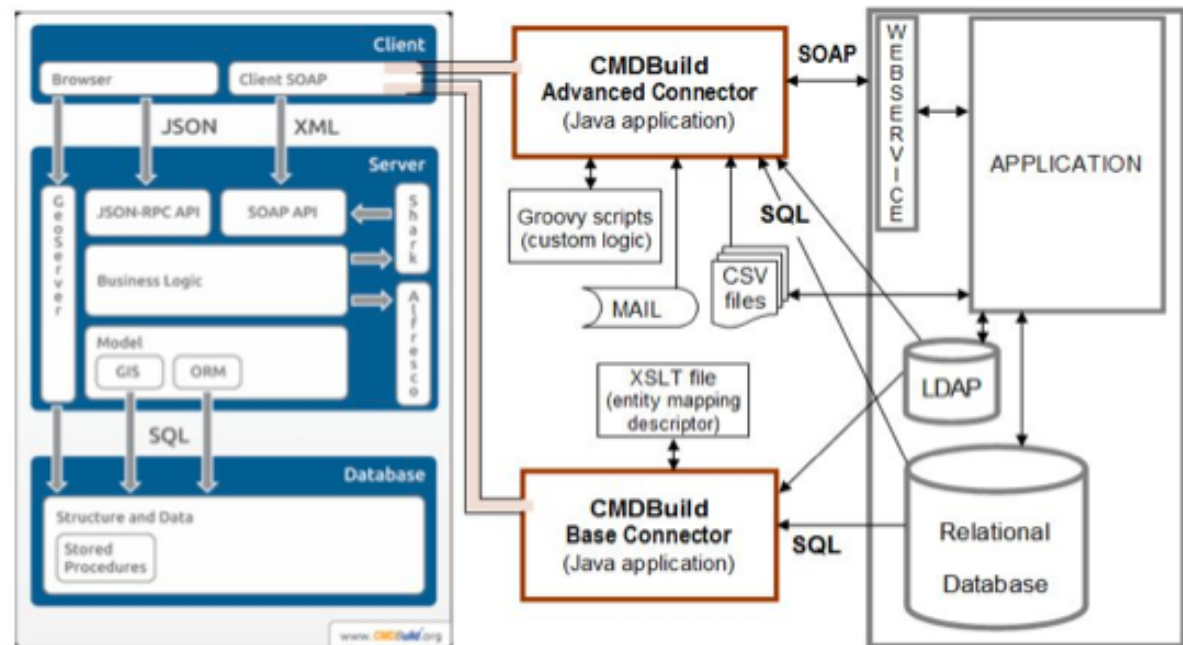 Client
Browser
Client SOAP
JSON
XML
Server
GeoServer
JSON-RPC API
SOAP API
Shark
Business Logic
Alfresco
Model
GIS
ORM
SQL
Database
Structure and Data
Stored
Procedures
www.CMDBuild.org
CMDBuild
Advanced Connector
(Java application)
SOAP
WEBSERVICE
APPLICATION
Groovy scripts
(custom logic)
SQL
MAIL
CSV
files
XSLT file
(entity mapping
descriptor)
LDAP
CMDBuild
Base Connector
(Java application)
SQL
Relational
Database